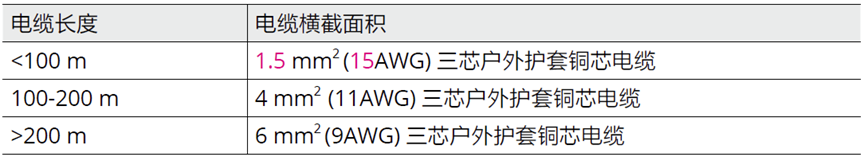 电缆长度 电缆横截面积
<100 m 1.5 mm² (15AWG) 三芯户外护套铜芯电缆
100-200 m 4 mm² (11AWG) 三芯户外护套铜芯电缆
>200 m 6 mm² (9AWG) 三芯户外护套铜芯电缆